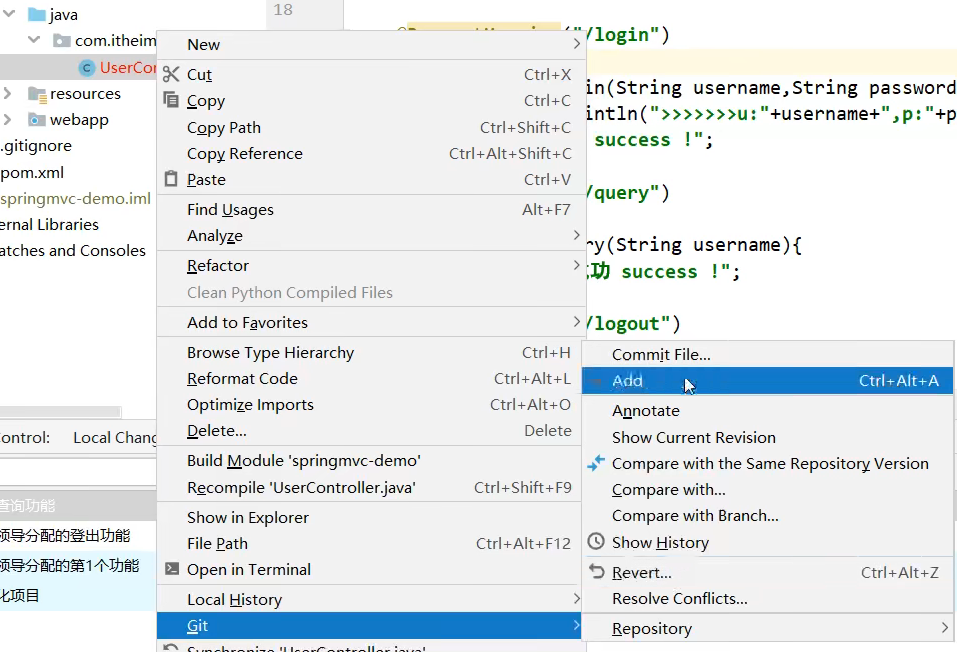 java
18
com.itheim
/login")
UserCo
in(String username,String password
resources
intln(">>>>>>>u:"+username+",p:"+p
webapp
success !";
.gitignore
pom.xml
/query")
springmvc-demo.iml
ernal Libraries
ry(String username){
atches and Consoles
功 success !";
/logout")
ontrol: Local Chang
查询功能
领导分配的登出功能
领导分配的第1个功能
化项目
New
Cut Ctrl+X
Copy Ctrl+C
Copy Path Ctrl+Shift+C
Copy Reference Ctrl+Alt+Shift+C
Paste Ctrl+V
Find Usages Alt+F7
Analyze
Refactor
Clean Python Compiled Files
Add to Favorites
Browse Type Hierarchy Ctrl+H
Reformat Code Ctrl+Alt+L
Optimize Imports Ctrl+Alt+O
Delete... Delete
Build Module 'springmvc-demo'
Recompile 'UserController.java' Ctrl+Shift+F9
Show in Explorer
File Path Ctrl+Alt+F12
Open in Terminal
Local History
Git
Synchronize 'UserController.java'
Commit File...
Add Ctrl+Alt+A
Annotate
Show Current Revision
Compare with the Same Repository Version
Compare with...
Compare with Branch...
Show History
Revert... Ctrl+Alt+Z
Resolve Conflicts...
Repository